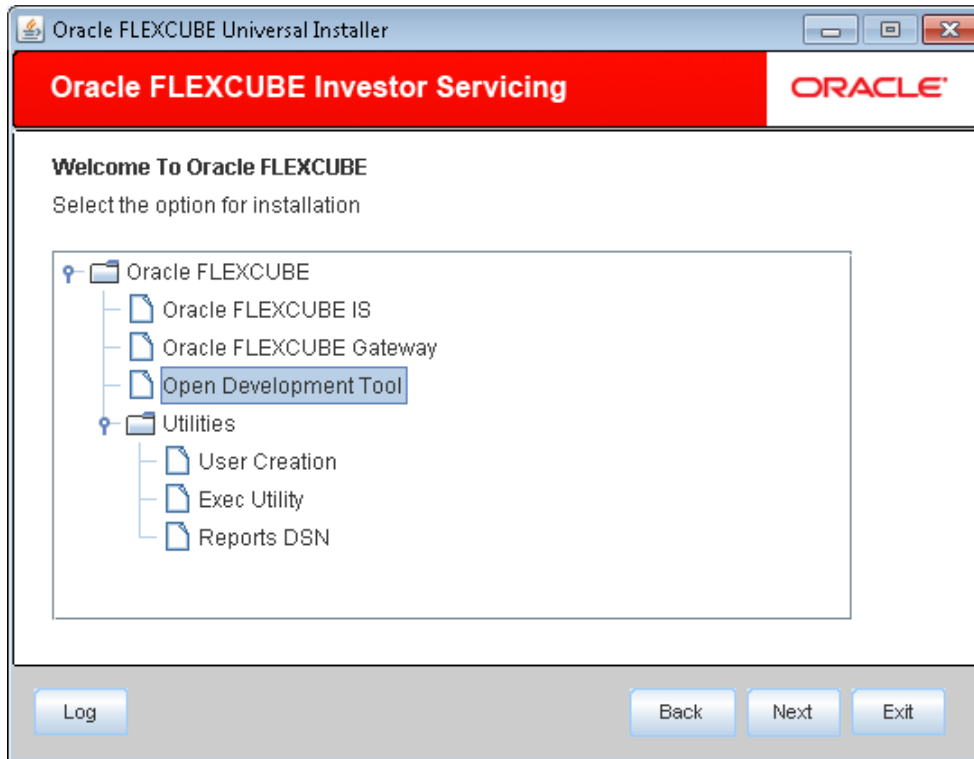 Oracle FLEXCUBE Universal Installer
Oracle FLEXCUBE Investor Servicing
ORACLE
Welcome To Oracle FLEXCUBE
Select the option for installation
Oracle FLEXCUBE
Oracle FLEXCUBE IS
Oracle FLEXCUBE Gateway
Open Development Tool
Utilities
User Creation
Exec Utility
Reports DSN
Log Back Next Exit